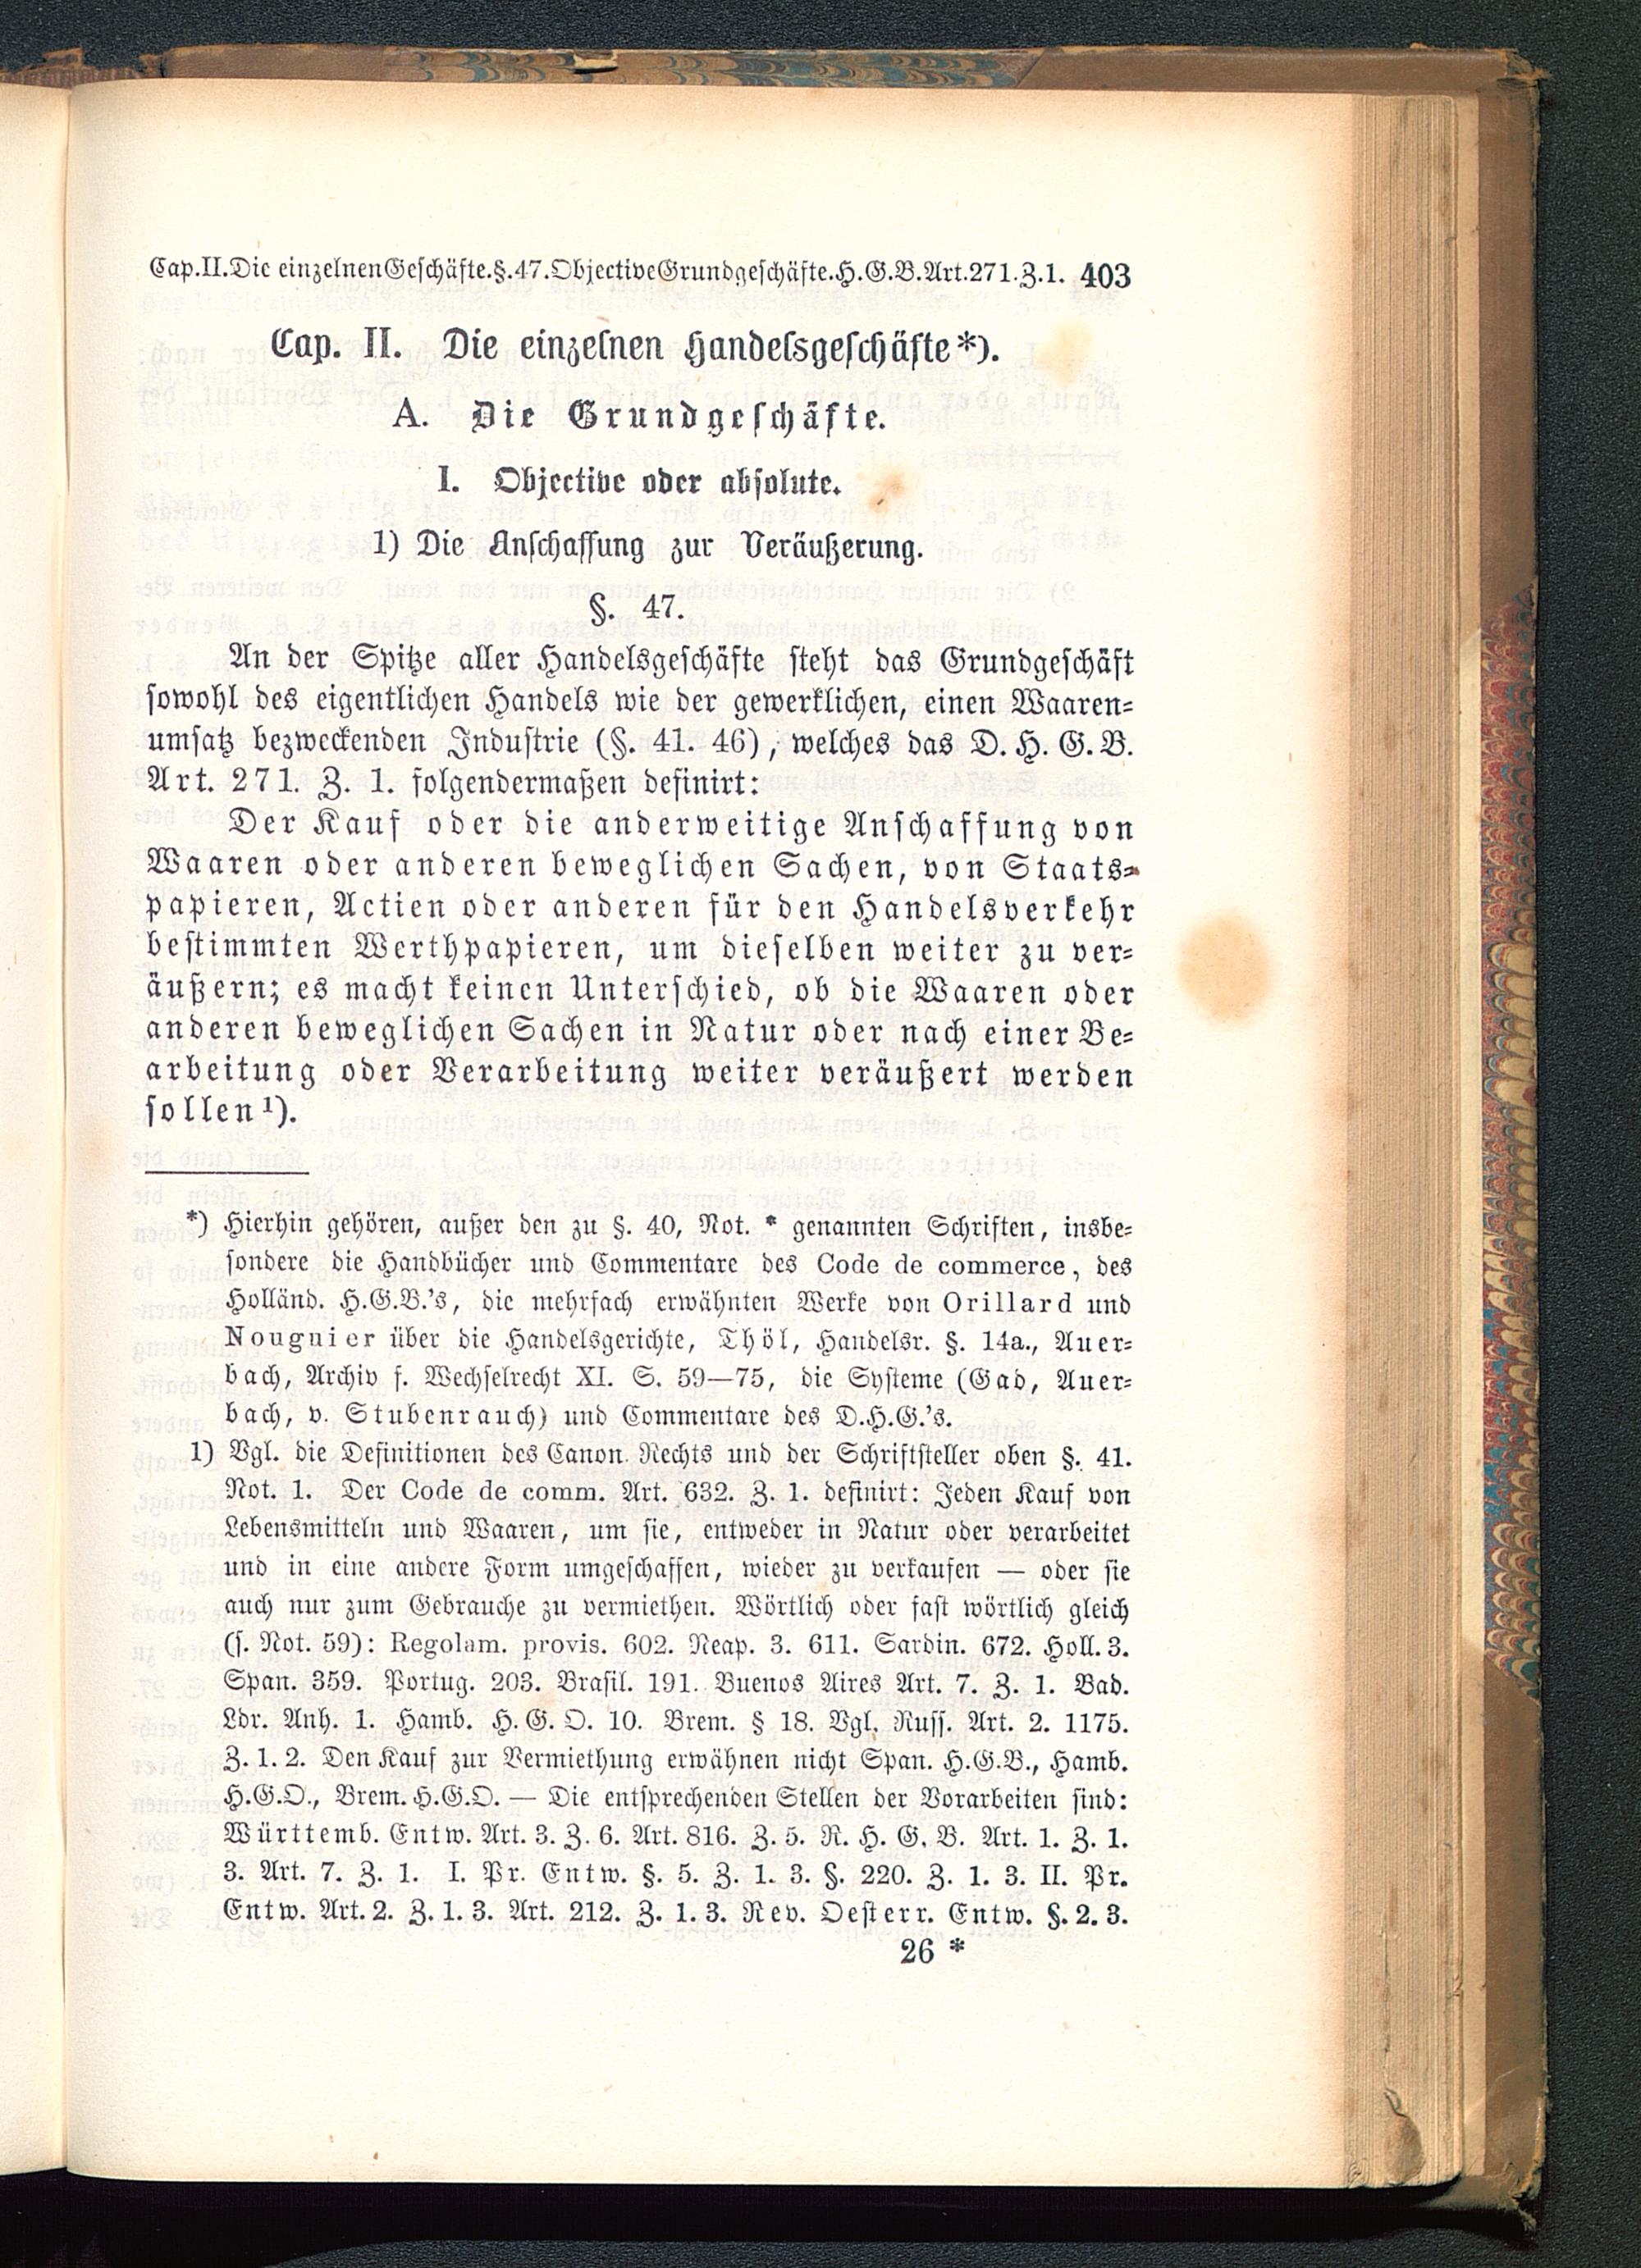 Cap.II.Die einzelnen Geschäfte.§.47.Objective Grundgeschäfte.H.G.B.Art.271.Z.1. 403
Cap. II. Die einzelnen Handelsgeschäfte*).
A. Die Grundgeschäfte.
I. Objective oder absolute.
1) Die Anschaffung zur Veräußerung.
§. 47.
An der Spitze aller Handelsgeschäfte steht das Grundgeschäft
sowohl des eigentlichen Handels wie der gewerklichen, einen Waaren-
umsatz bezweckenden Industrie (§. 41. 46), welches das D. H. G. B.
Art. 271. Z. 1. folgendermaßen definirt:
Der Kauf oder die anderweitige Anschaffung von
Waaren oder anderen beweglichen Sachen, von Staats-
papieren, Actien oder anderen für den Handelsverkehr
bestimmten Werthpapieren, um dieselben weiter zu ver-
äußern; es macht keinen Unterschied, ob die Waaren oder
anderen beweglichen Sachen in Natur oder nach einer Be-
arbeitung oder Verarbeitung weiter veräußert werden
sollen¹).
*) Hierhin gehören, außer den zu §. 40, Not. * genannten Schriften, insbe-
sondere die Handbücher und Commentare des Code de commerce, des
Holländ. H.G.B.'s, die mehrfach erwähnten Werke von Orillard und
Nouguier über die Handelsgerichte, Thöl, Handelsr. §. 14a., Auer-
bach, Archiv f. Wechselrecht XI. S. 59—75, die Systeme (Gad, Auer-
bach, v. Stubenrauch) und Commentare des D.H.G.'s.
1) Vgl. die Definitionen des Canon. Rechts und der Schriftsteller oben §. 41.
Not. 1. Der Code de comm. Art. 632. Z. 1. definirt: Jeden Kauf von
Lebensmitteln und Waaren, um sie, entweder in Natur oder verarbeitet
und in eine andere Form umgeschaffen, wieder zu verkaufen — oder sie
auch nur zum Gebrauche zu vermiethen. Wörtlich oder fast wörtlich gleich
(s. Not. 59): Regolam. provis. 602. Neap. 3. 611. Sardin. 672. Holl. 3.
Span. 359. Portug. 203. Brasil. 191. Buenos Aires Art. 7. Z. 1. Bad.
Ldr. Anh. 1. Hamb. H. G. O. 10. Brem. § 18. Vgl. Russ. Art. 2. 1175.
Z. 1. 2. Den Kauf zur Vermiethung erwähnen nicht Span. H.G.B., Hamb.
H.G.O., Brem. H.G.O. — Die entsprechenden Stellen der Vorarbeiten sind:
Württemb. Entw. Art. 3. Z. 6. Art. 816. Z. 5. R. H. G. B. Art. 1. Z. 1.
3. Art. 7. Z. 1. I. Pr. Entw. §. 5. Z. 1. 3. §. 220. Z. 1. 3. II. Pr.
Entw. Art. 2. Z. 1. 3. Art. 212. Z. 1. 3. Rev. Oesterr. Entw. §. 2. 3.
26 *